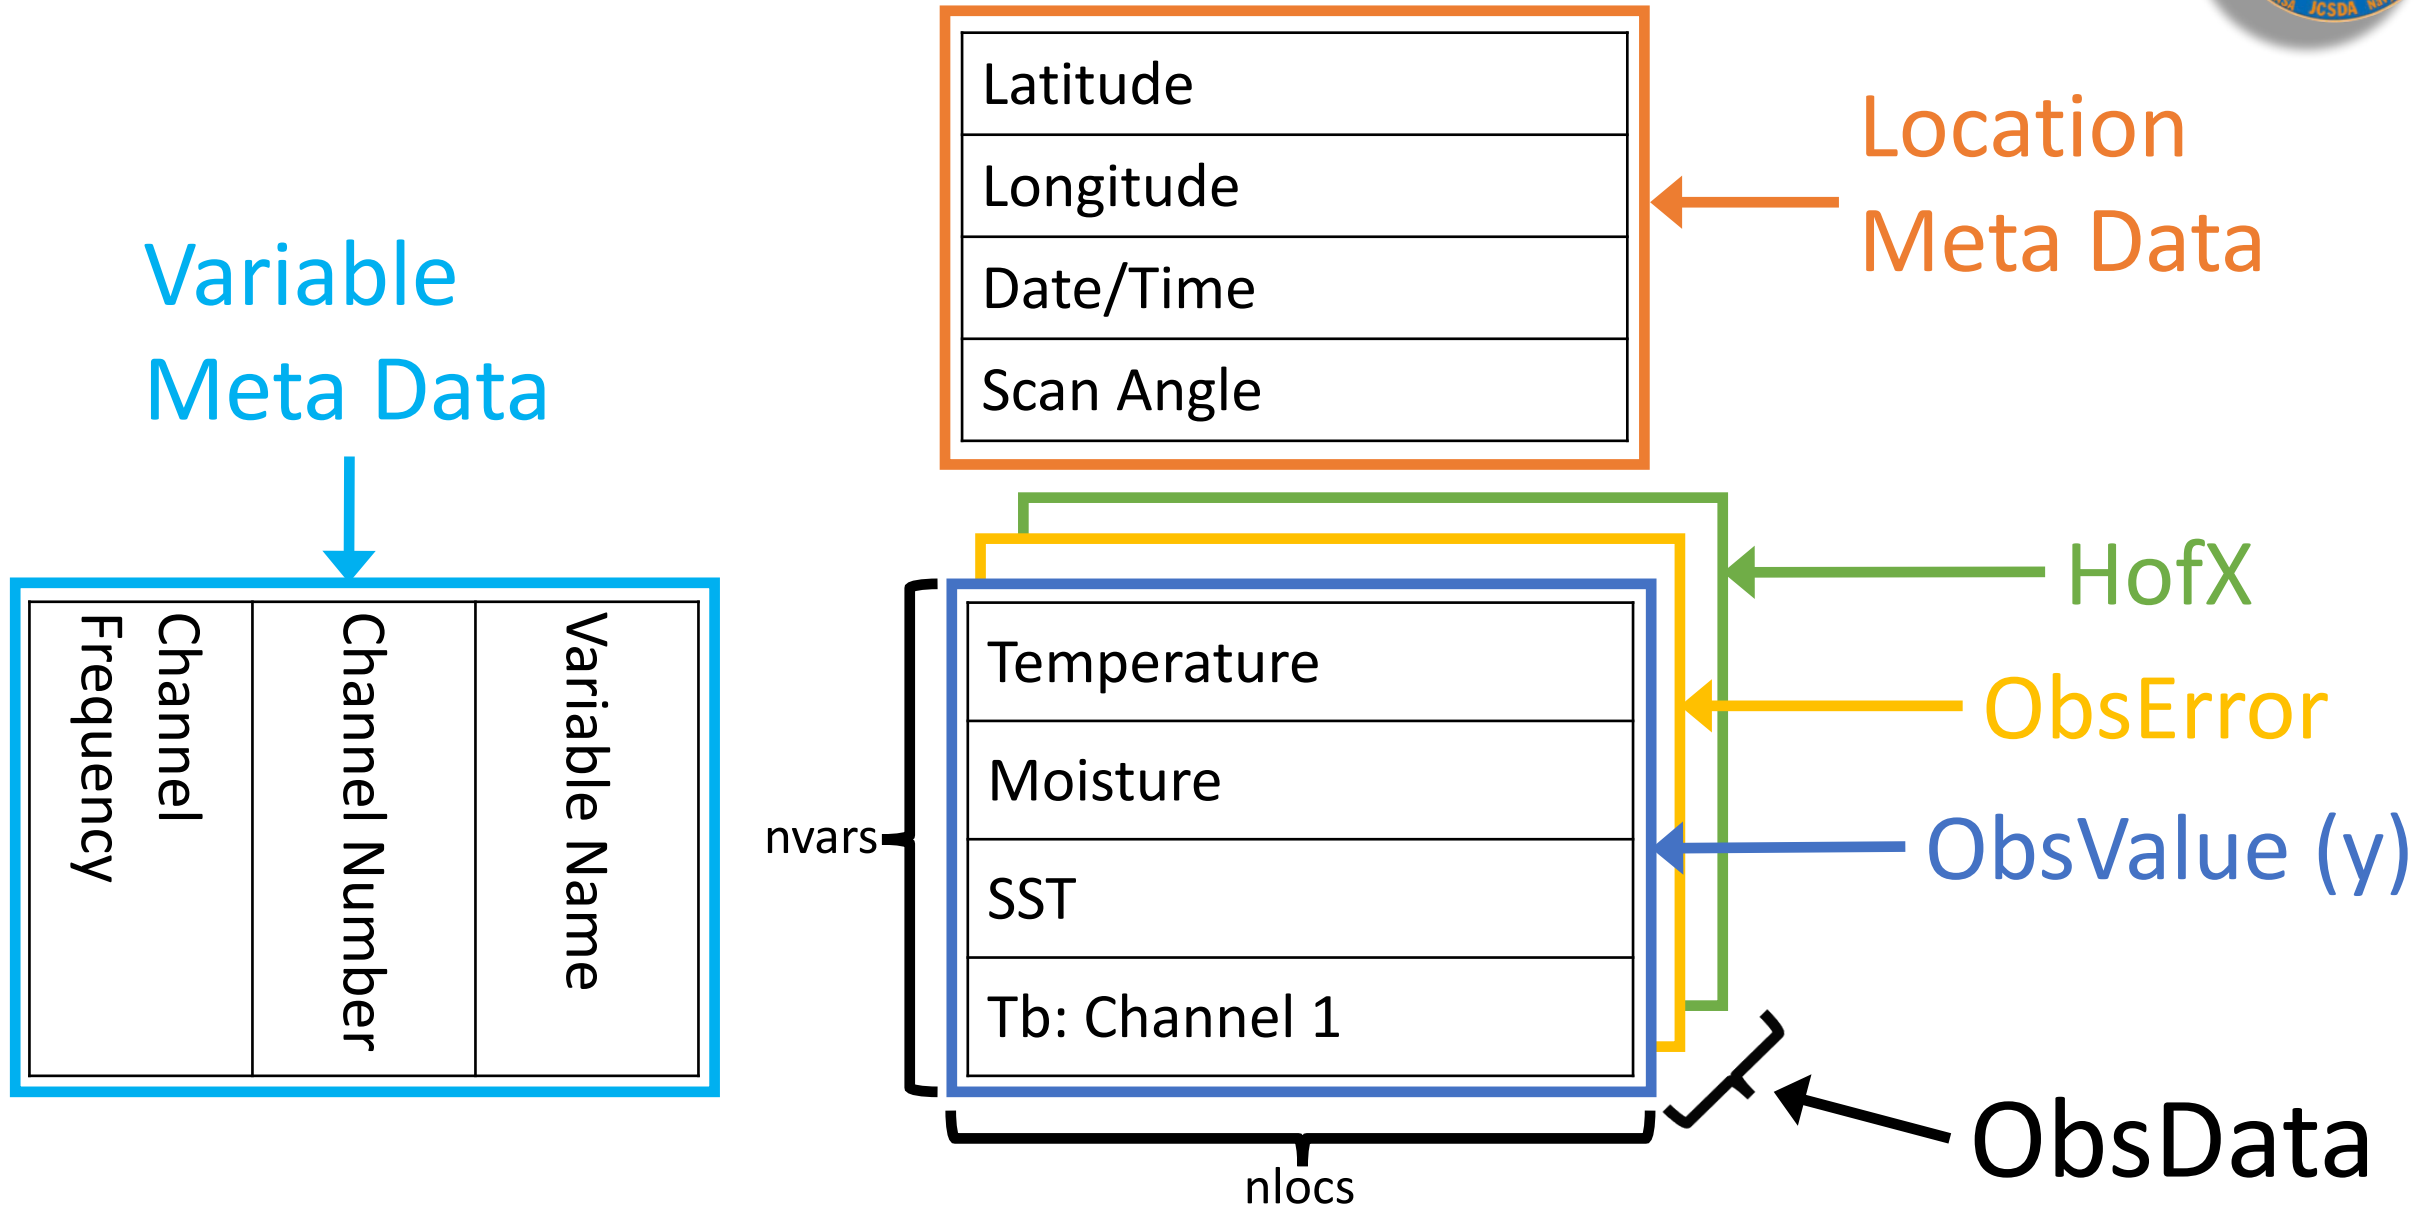 JCSDA
Latitude
Longitude
Date/Time
Scan Angle
Location
Meta Data
Variable
Meta Data
Channel
Frequency
Channel Number
Variable Name
nvars
Temperature
Moisture
SST
Tb: Channel 1
nlocs
HofX
ObsError
ObsValue (y)
ObsData